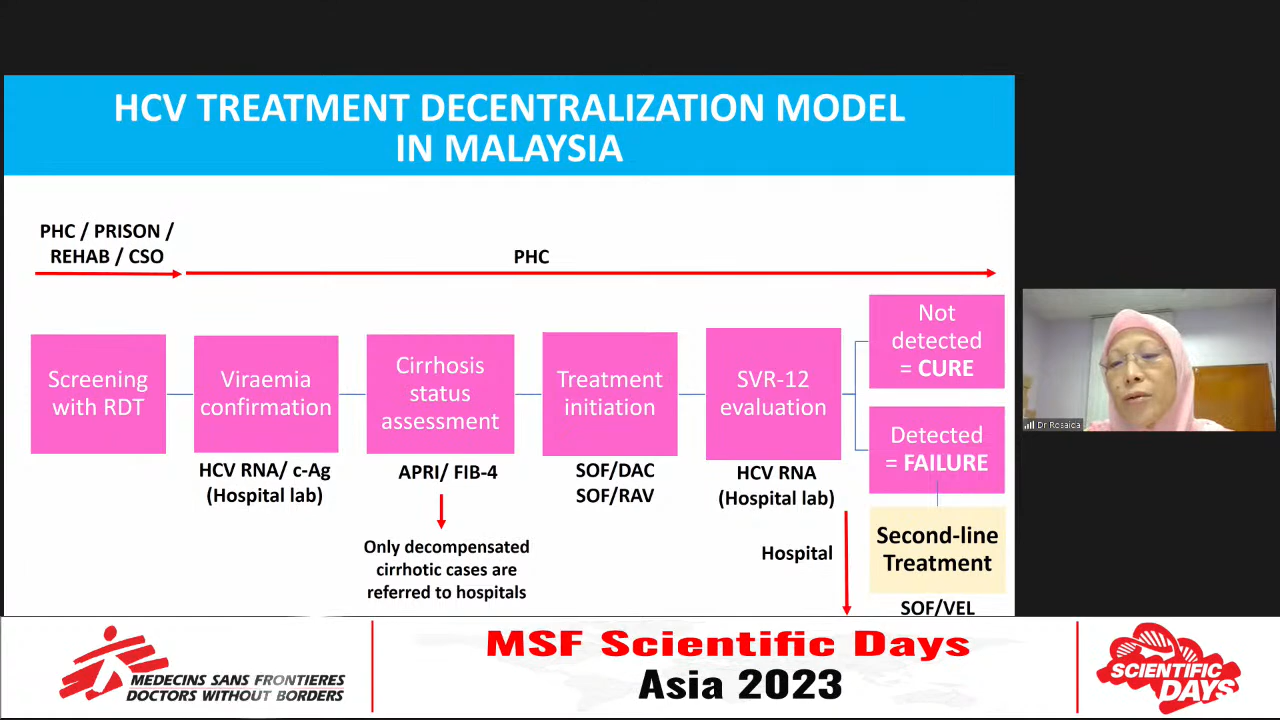 HCV TREATMENT DECENTRALIZATION MODEL
IN MALAYSIA
PHC / PRISON /
REHAB / CSO
PHC
Screening
with RDT
Viraemia
confirmation
HCV RNA/ c-Ag
(Hospital lab)
Cirrhosis
status
assessment
APRI/ FIB-4
Only decompensated
cirrhotic cases are
referred to hospitals
Treatment
initiation
SOF/DAC
SOF/RAV
SVR-12
evaluation
HCV RNA
(Hospital lab)
Hospital
Not
detected
= CURE
Detected
= FAILURE
Second-line
Treatment
SOF/VEL
Dr Rosaida
MEDECINS SANS FRONTIERES
DOCTORS WITHOUT BORDERS
MSF Scientific Days
Asia 2023
SCIENTIFIC
DAYS